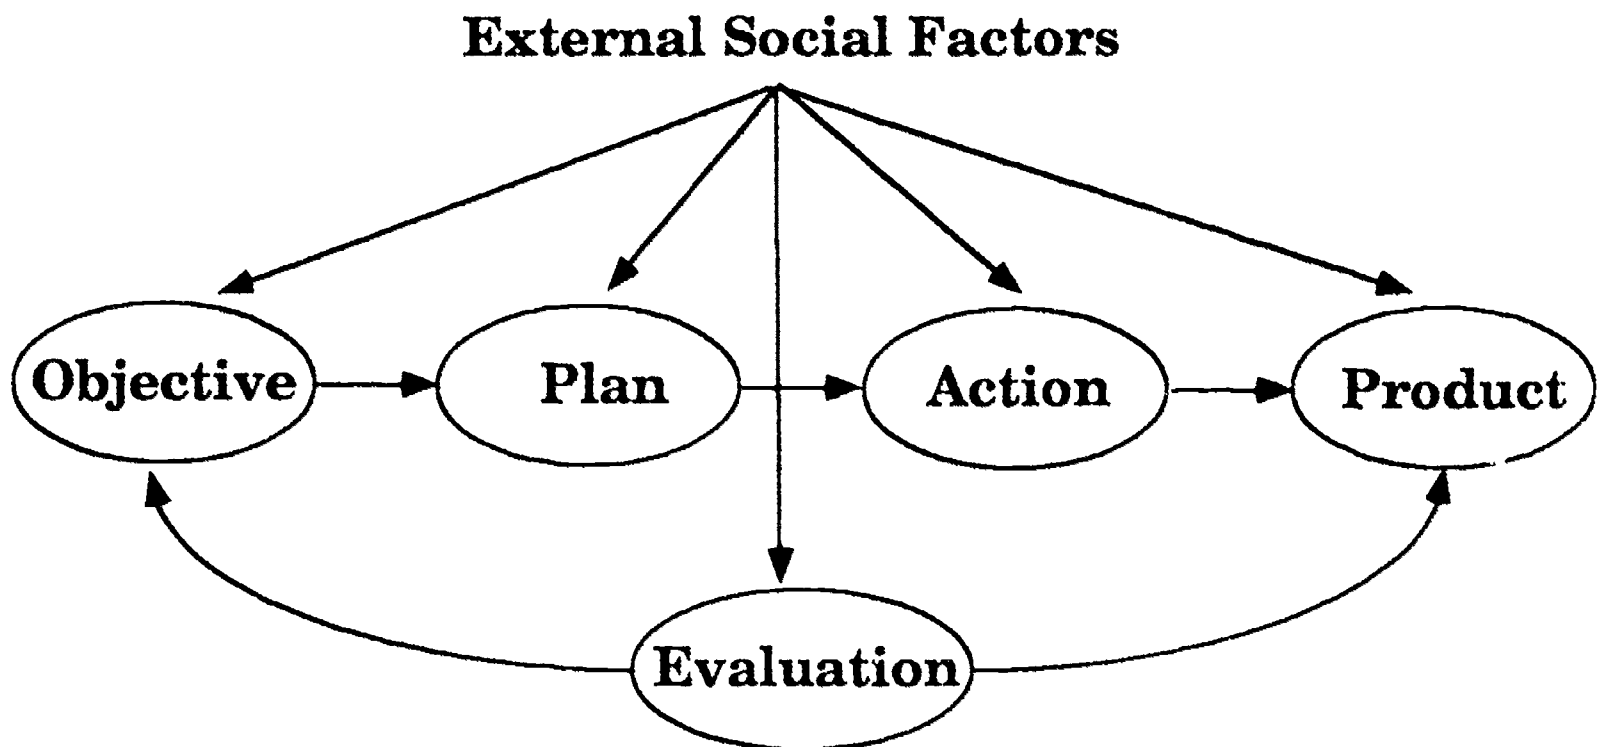 External Social Factors
Objective
Plan
Action
Product
Evaluation